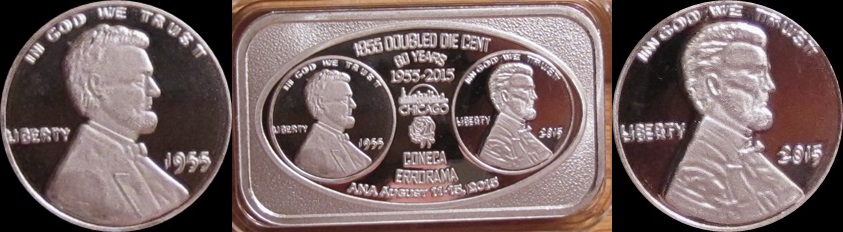 IN GOD WE TRUST
LIBERTY
1955
1955 DOUBLED DIE CENT
60 YEARS
1955-2015
CHICAGO
IN GOD WE TRUST
LIBERTY
1955
IN GOD WE TRUST
LIBERTY
2015
CONECA
ERRORAMA
ANA AUGUST 11-15, 2015
IN GOD WE TRUST
LIBERTY
2015